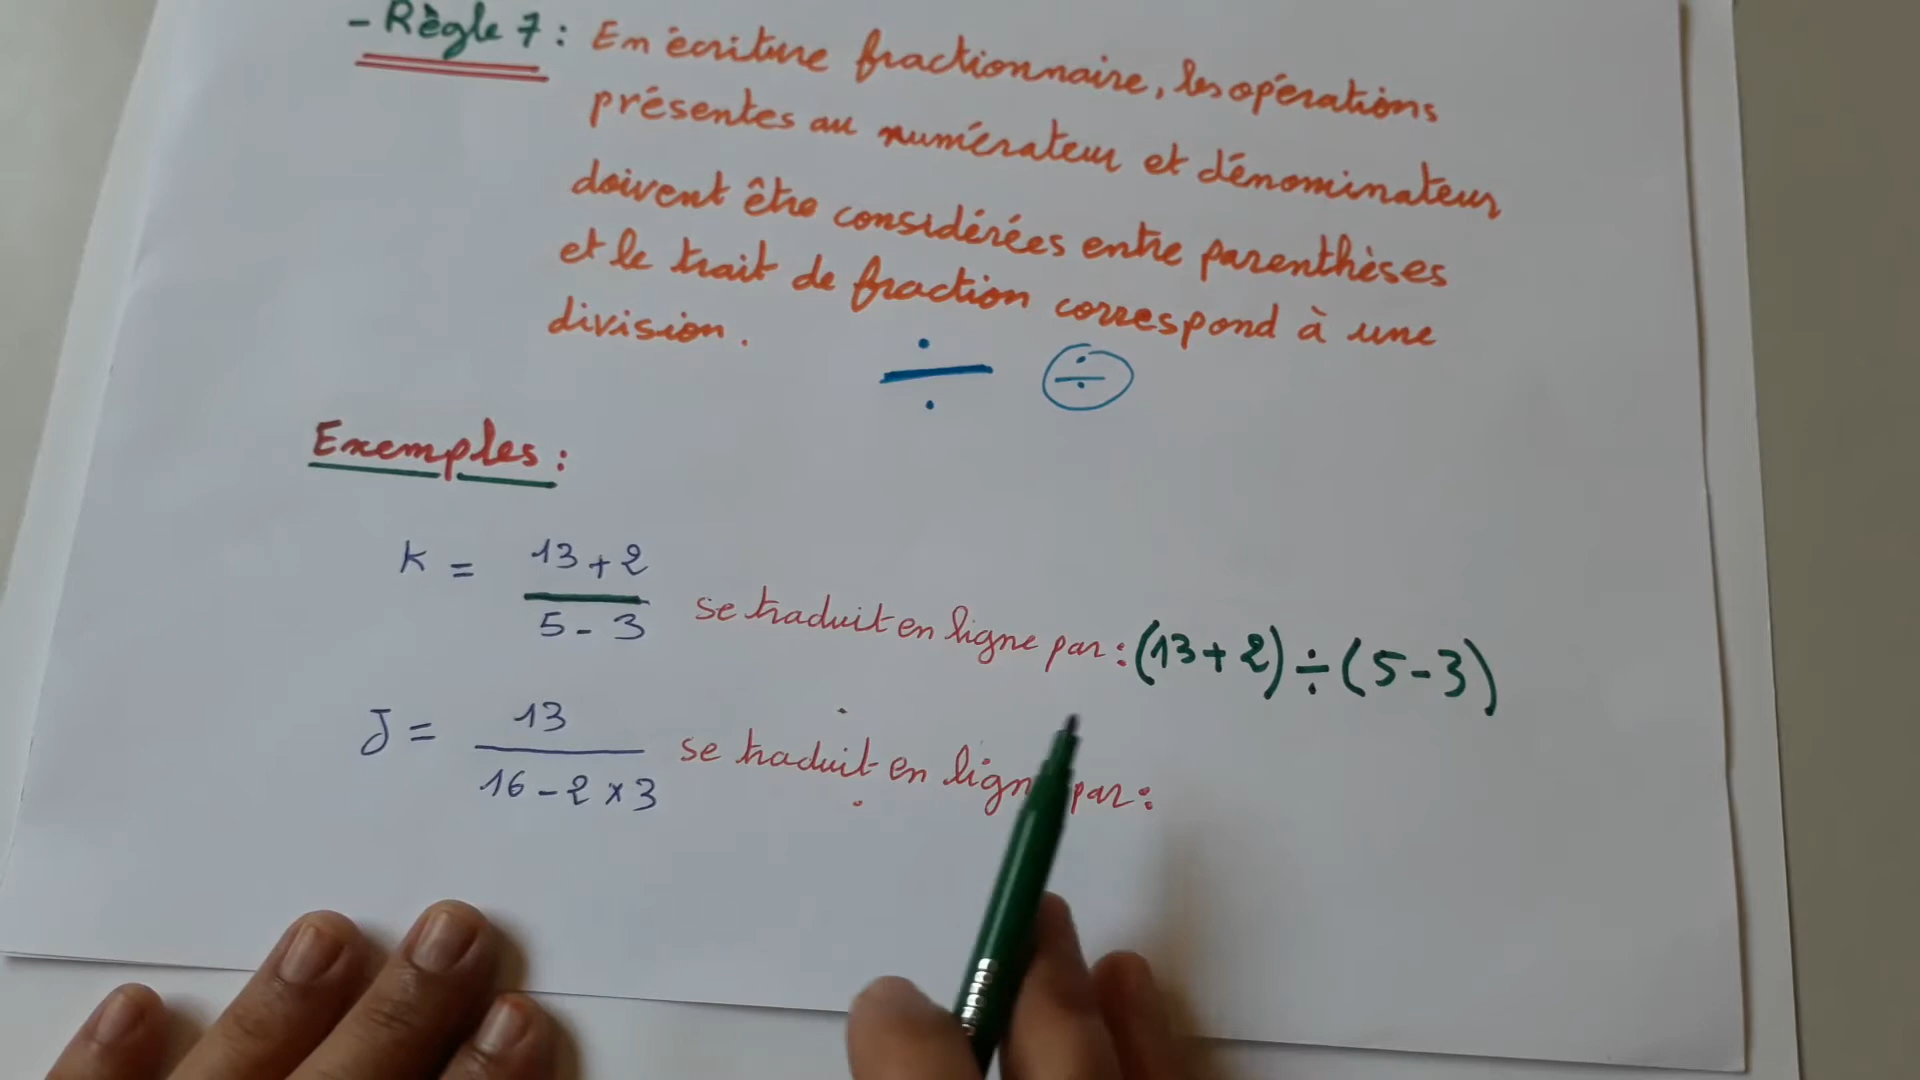 - Règle 7 : En écriture fractionnaire, les opérations
présentes au numérateur et dénominateur
doivent être considérées entre parenthèses
et le trait de fraction correspond à une
division.
÷ ÷
Exemples :
K = 13 + 2 / 5 - 3 se traduit en ligne par : (13 + 2) ÷ (5 - 3)
J = 13 / 16 - 2 × 3 se traduit en ligne par :